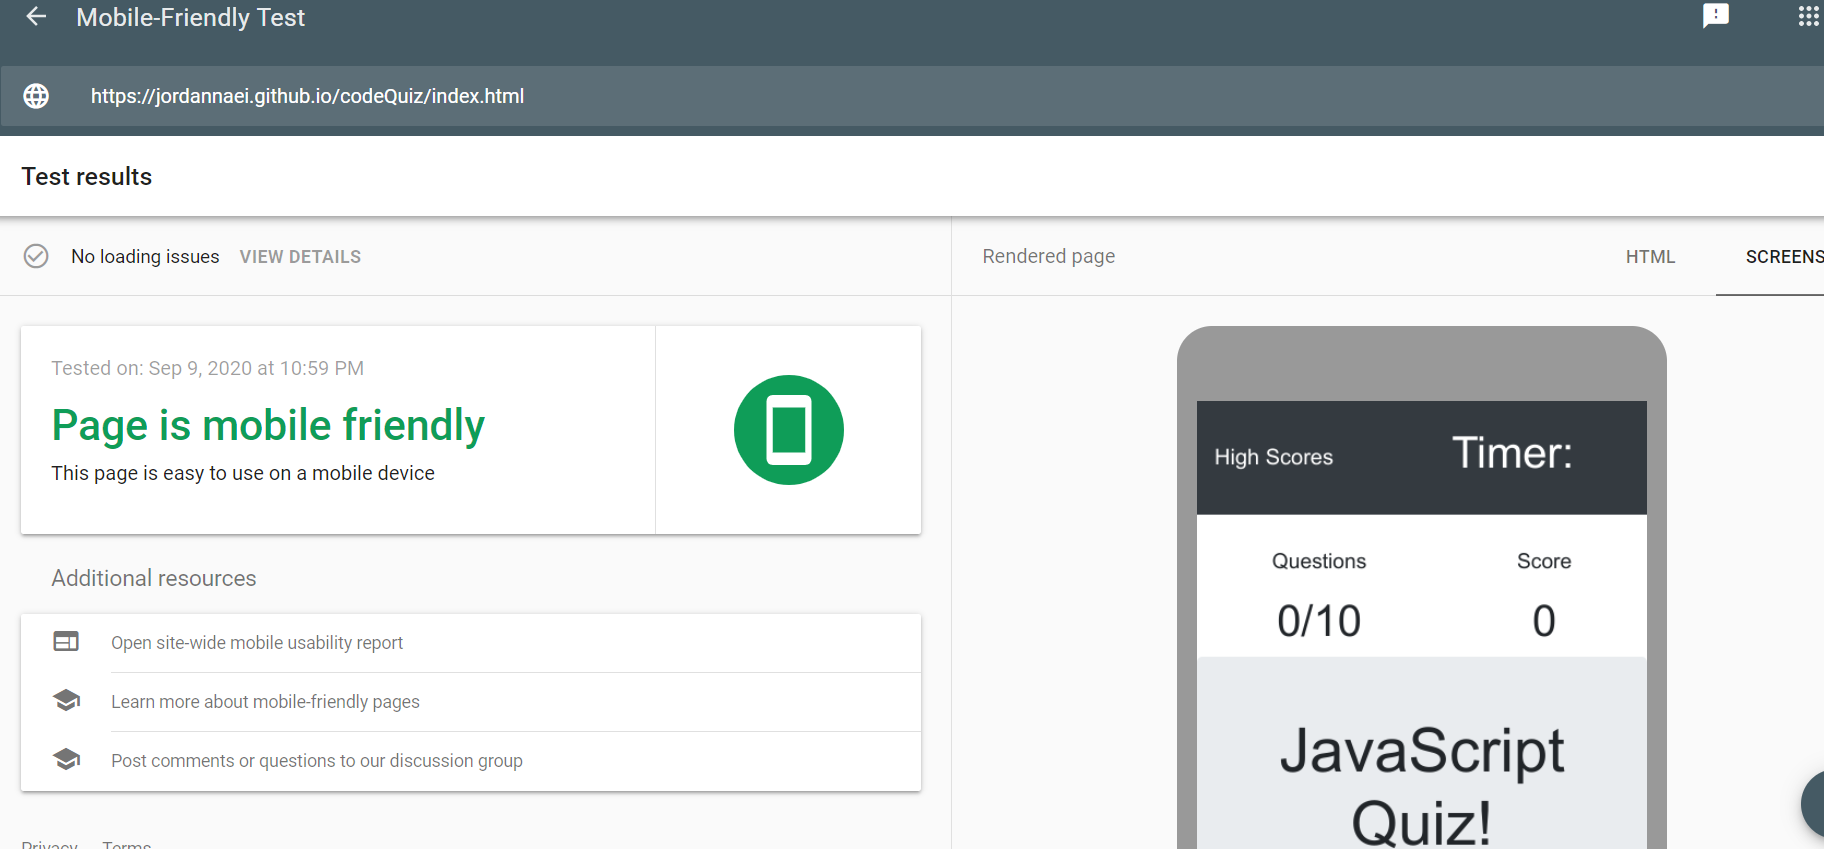 Mobile-Friendly Test
https://jordannaei.github.io/codeQuiz/index.html
Test results
No loading issues VIEW DETAILS
Tested on: Sep 9, 2020 at 10:59 PM
Page is mobile friendly
This page is easy to use on a mobile device
Additional resources
Open site-wide mobile usability report
Learn more about mobile-friendly pages
Post comments or questions to our discussion group
Privacy Terms
Rendered page HTML SCREENS
High Scores Timer:
Questions Score
0/10 0
JavaScript
Quiz!